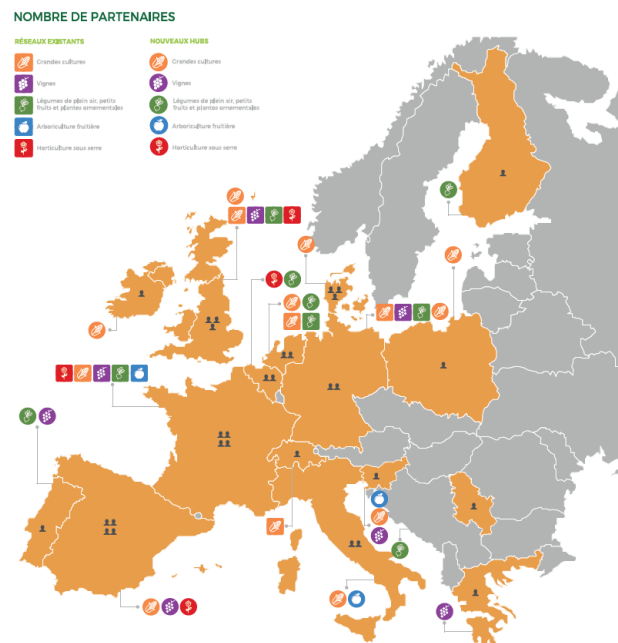 NOMBRE DE PARTENAIRES
RÉSEAUX EXISTANTS
Grandes cultures
Vignes
Légumes de plein air, petits
fruits et plantes ornementales
Arboriculture fruitière
Horticulture sous serre
NOUVEAUX HUBS
Grandes cultures
Vignes
Légumes de plein air, petits
fruits et plantes ornementales
Arboriculture fruitière
Horticulture sous serre